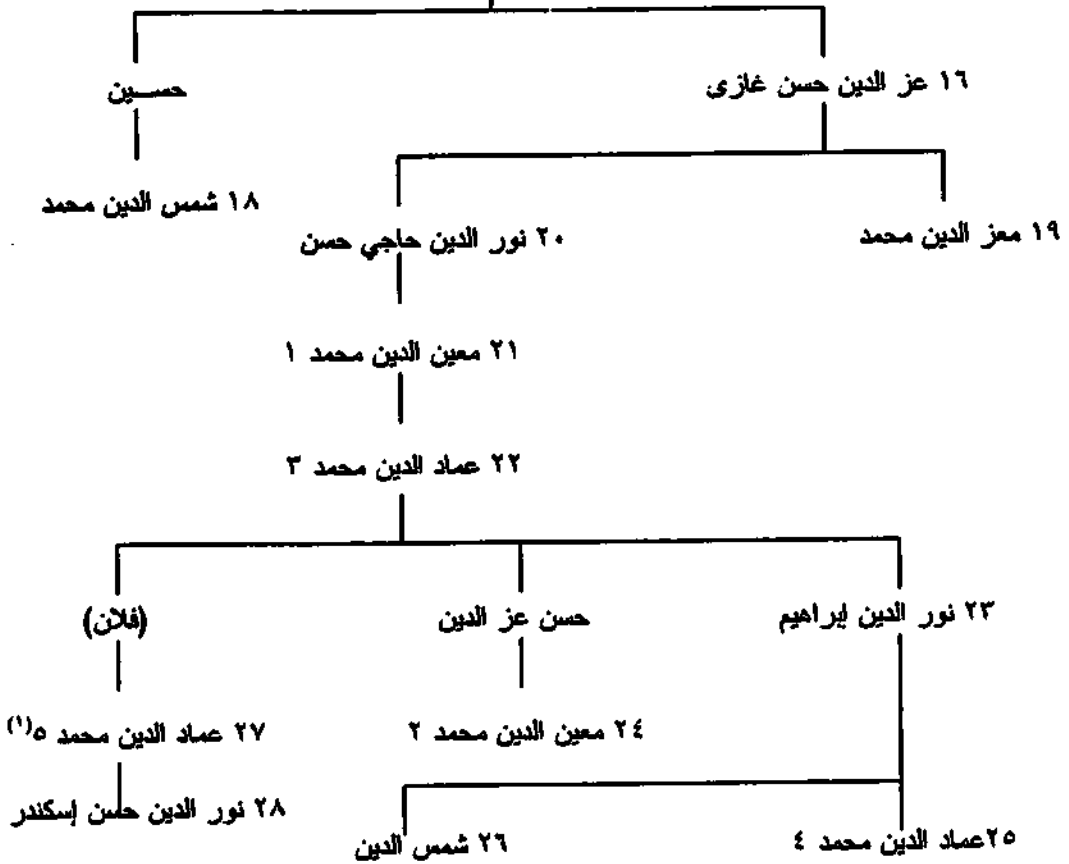 ١٦ عز الدين حسن غازى
حســين
١٨ شمس الدين محمد
١٩ معز الدين محمد
٢٠ نور الدين حاجي حسن
٢١ معين الدين محمد ١
٢٢ عماد الدين محمد ٣
٢٣ نور الدين إبراهيم
حسن عز الدين
(فلان)
٢٤ معين الدين محمد ٢
٢٧ عماد الدين محمد ٥(١)
٢٥عماد الدين محمد ٤
٢٦ شمس الدين
٢٨ نور الدين حسن إسكندر